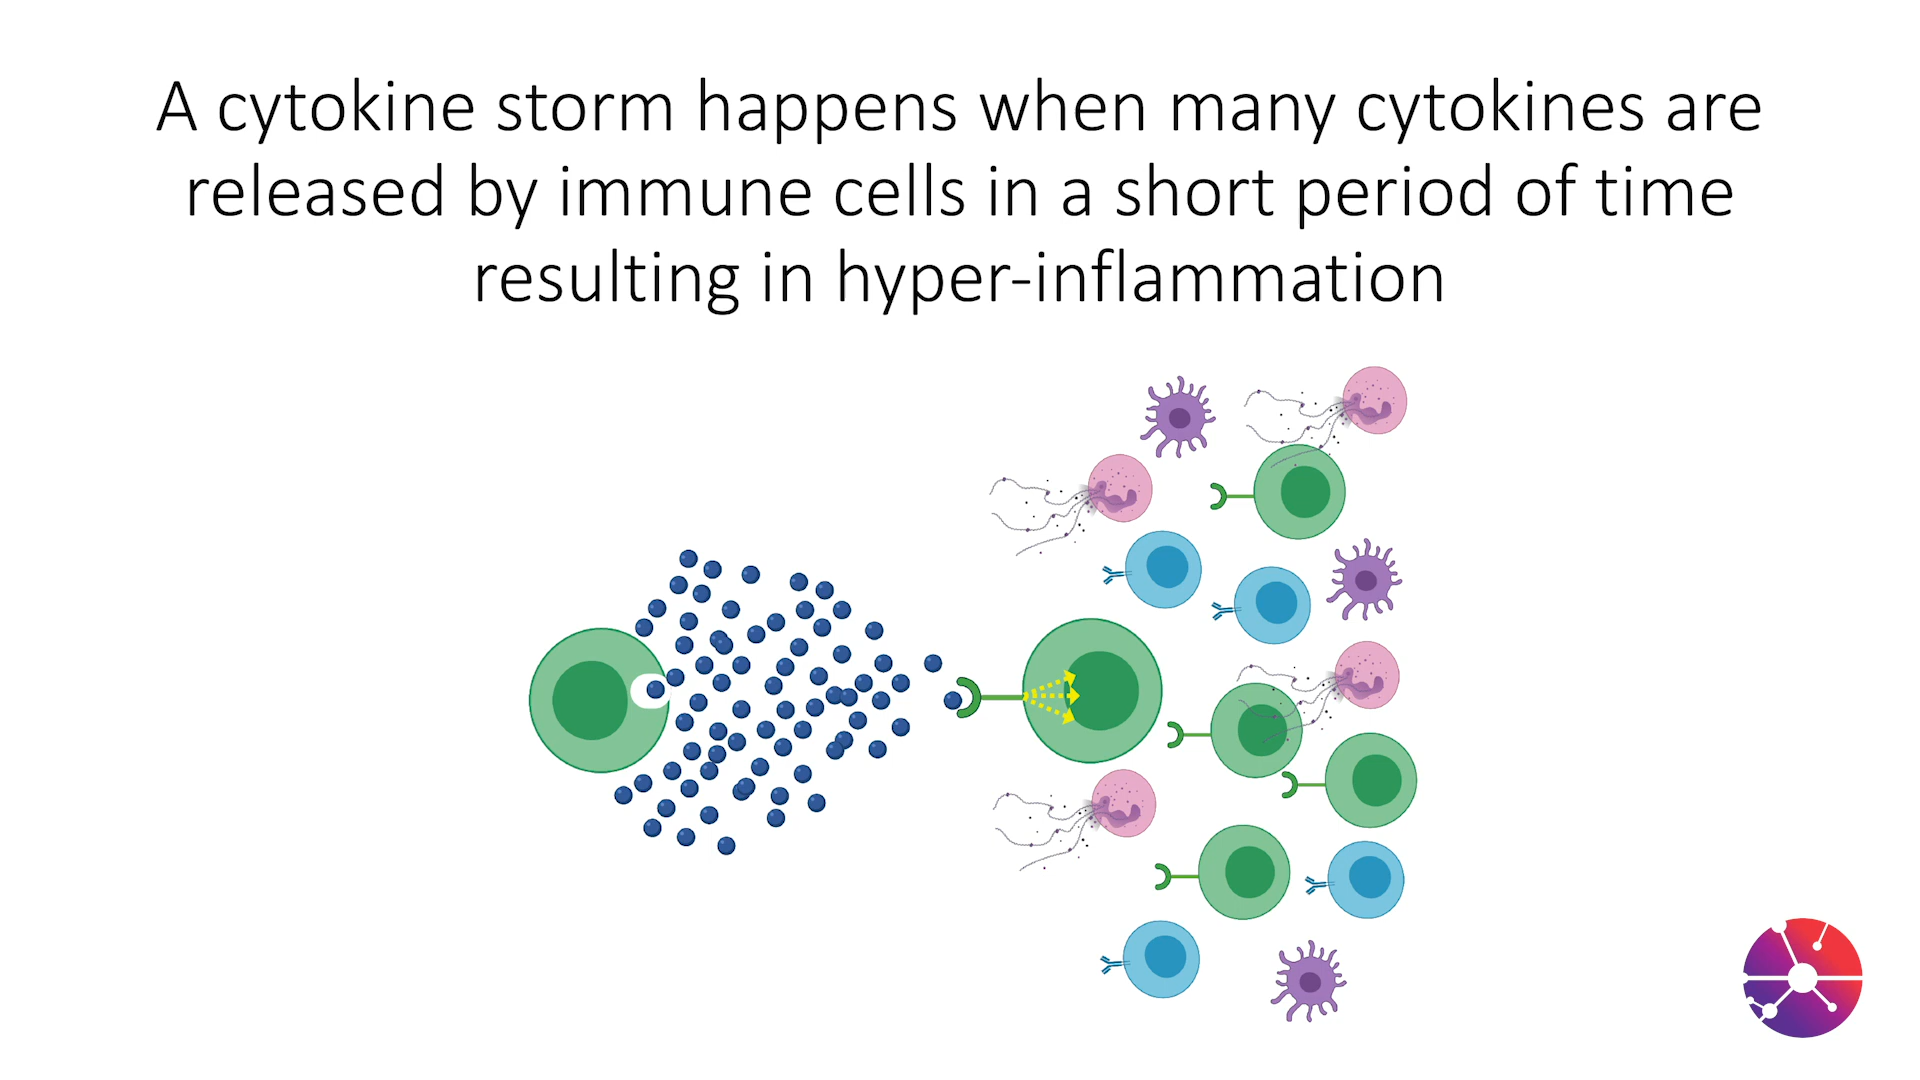 A cytokine storm happens when many cytokines are
released by immune cells in a short period of time
resulting in hyper-inflammation